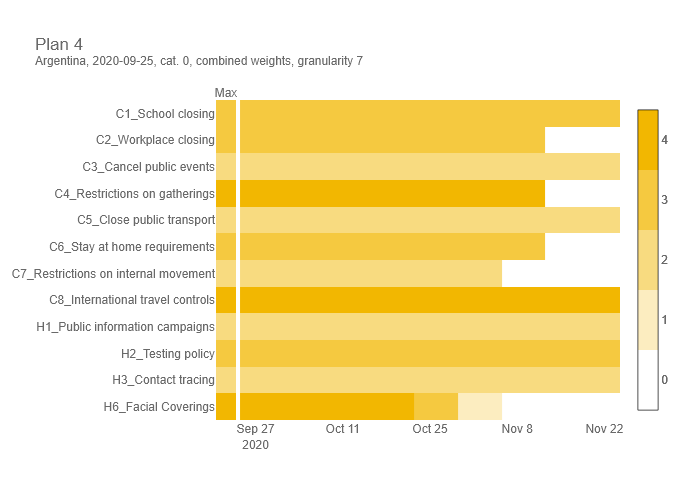 Plan 4
Argentina, 2020-09-25, cat. 0, combined weights, granularity 7
Max
C1_School closing
C2_Workplace closing
C3_Cancel public events
C4_Restrictions on gatherings
C5_Close public transport
C6_Stay at home requirements
C7_Restrictions on internal movement
C8_International travel controls
H1_Public information campaigns
H2_Testing policy
H3_Contact tracing
H6_Facial Coverings
Sep 27 Oct 11 Oct 25 Nov 8 Nov 22
2020
4
3
2
1
0